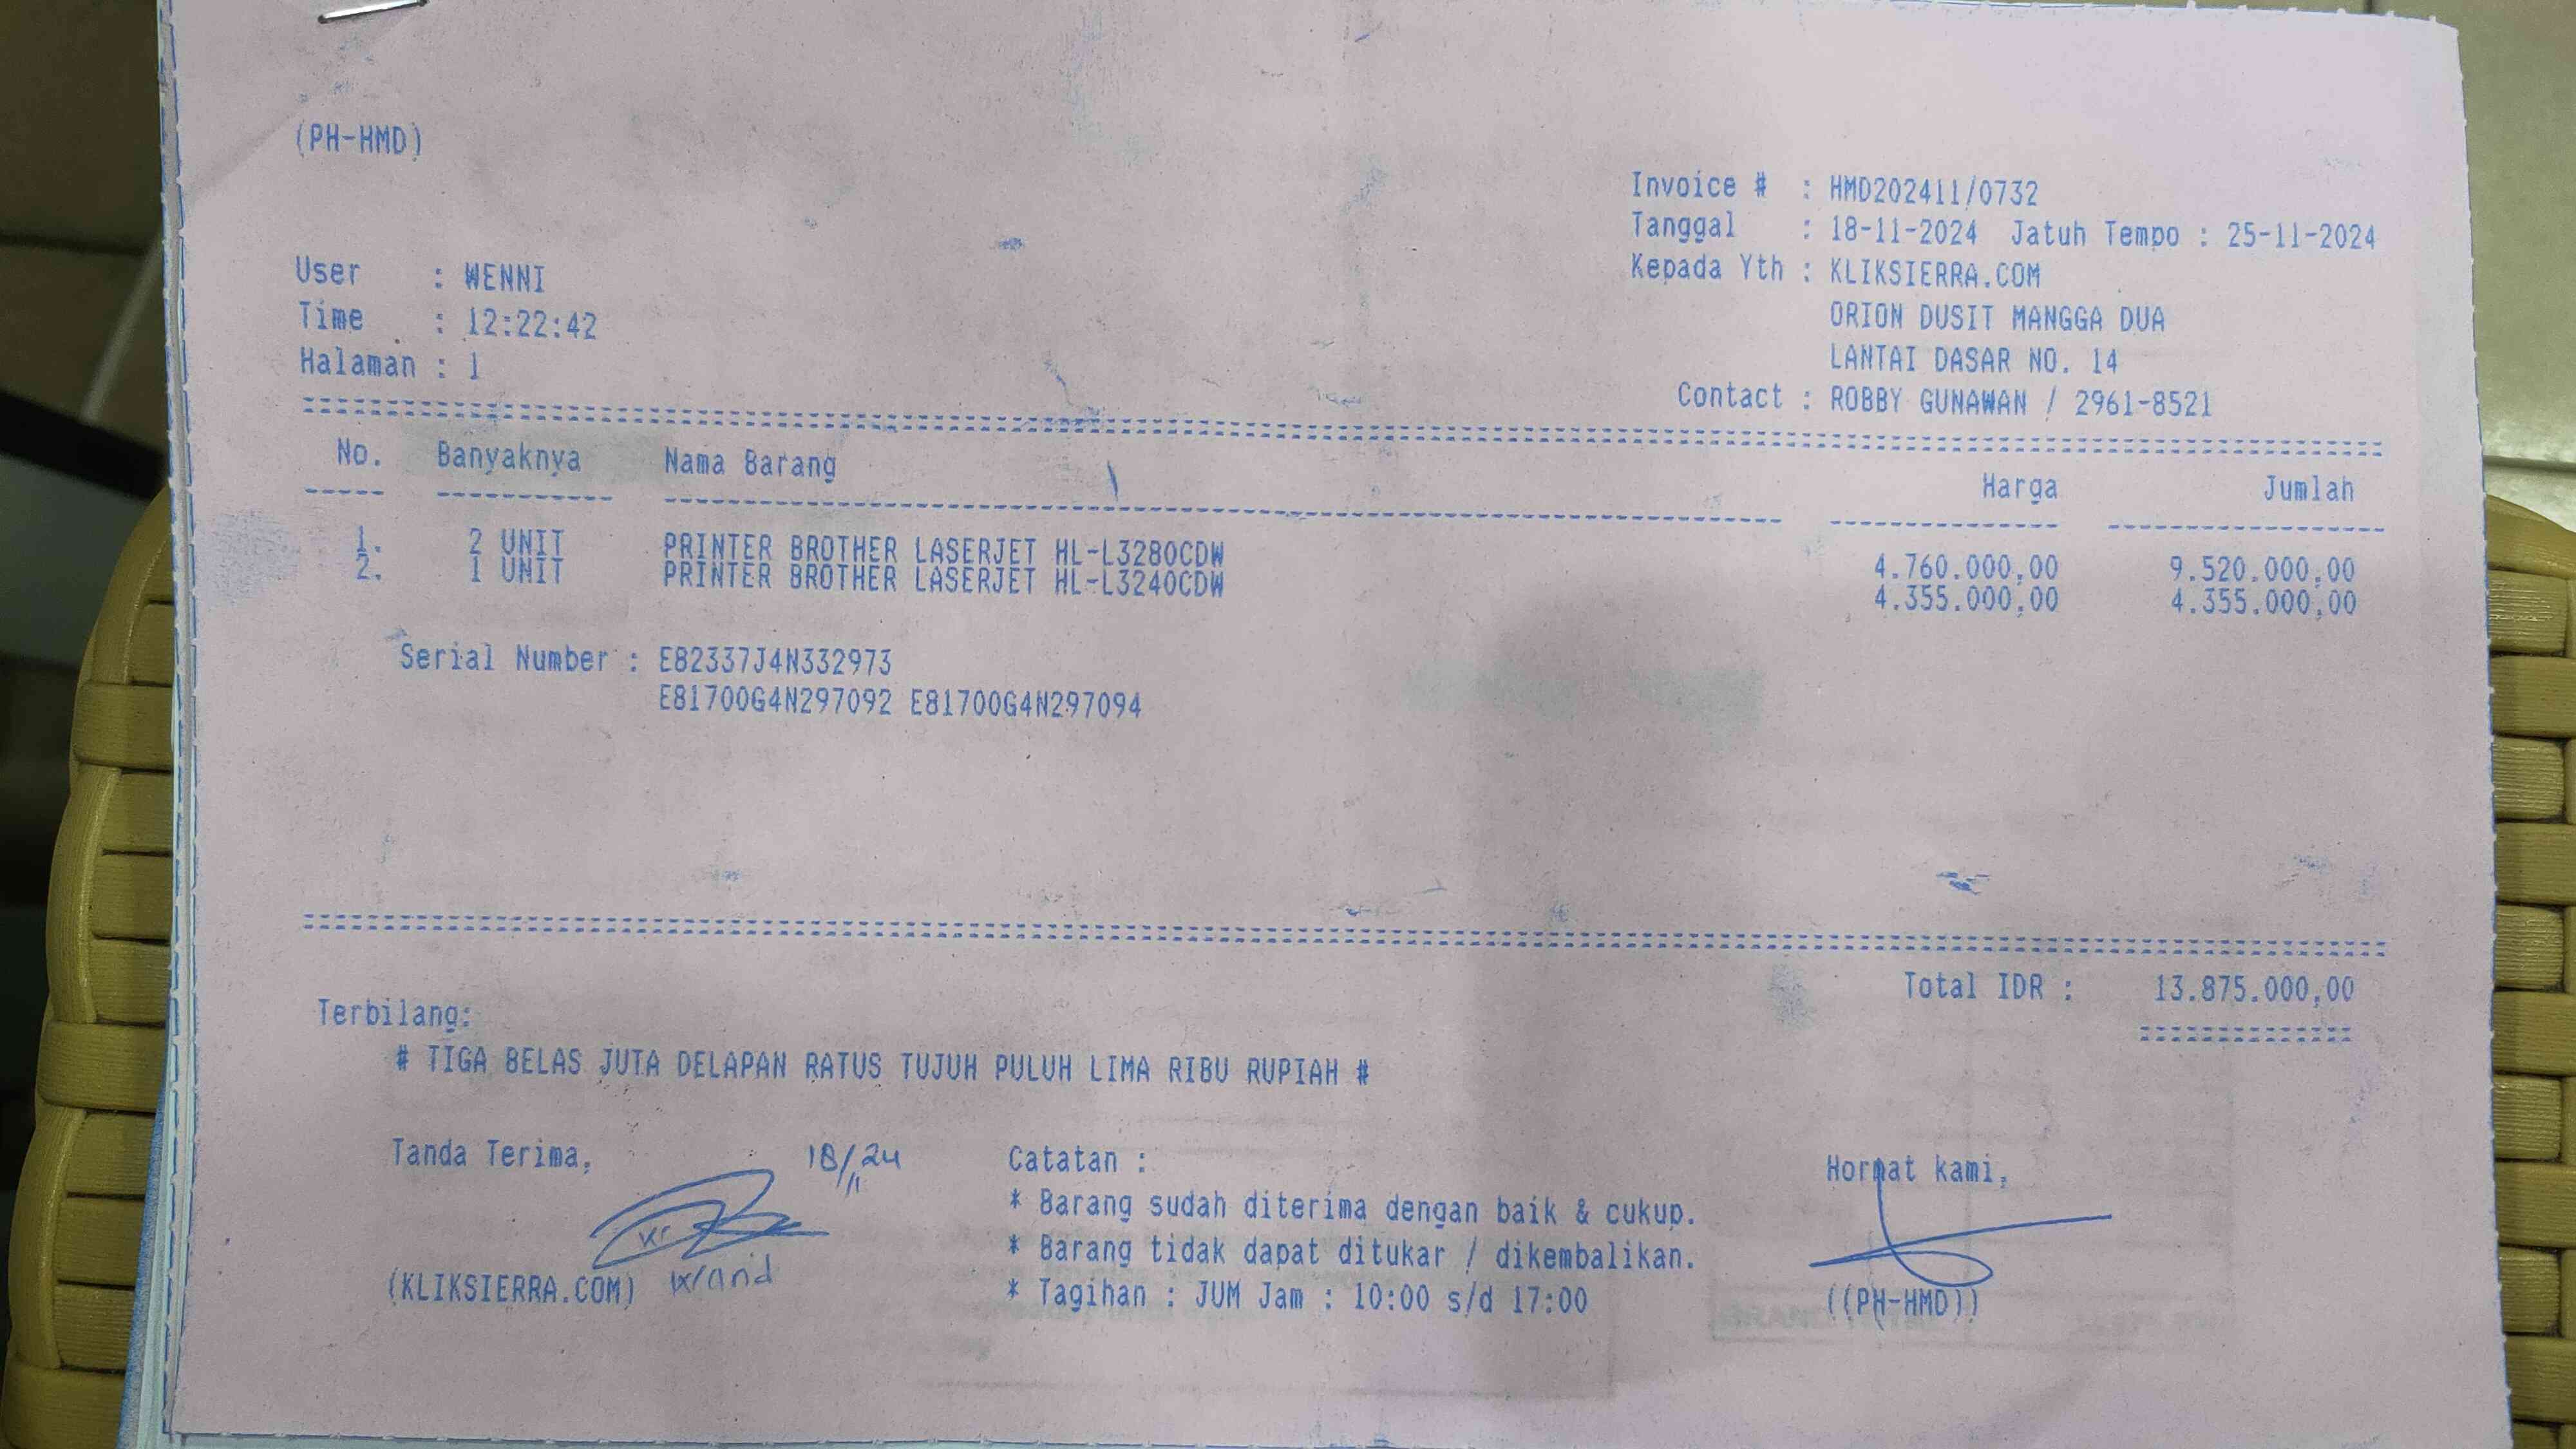 (PH-HMD)
Invoice # : HMD202411/0732
Tanggal : 18-11-2024 Jatuh Tempo : 25-11-2024
Kepada Yth : KLIKSIERRA.COM
ORION DUSIT MANGGA DUA
LANTAI DASAR NO. 14
Contact : ROBBY GUNAWAN / 2961-8521
User : WENNI
Time : 12:22:42
Halaman : 1
No. Banyaknya Nama Barang Harga Jumlah
1. 2 UNIT PRINTER BROTHER LASERJET HL-L3280CDW 4.760.000,00 9.520.000,00
2. 1 UNIT PRINTER BROTHER LASERJET HL-L3240CDW 4.355.000,00 4.355.000,00
Serial Number : E82337J4N332973
E81700G4N297092 E81700G4N297094
Total IDR : 13.875.000,00
Terbilang:
# TIGA BELAS JUTA DELAPAN RATUS TUJUH PULUH LIMA RIBU RUPIAH #
Tanda Terima, 18/11 24
(KLIKSIERRA.COM)
Catatan :
* Barang sudah diterima dengan baik & cukup.
* Barang tidak dapat ditukar / dikembalikan.
* Tagihan : JUM Jam : 10:00 s/d 17:00
Hormat kami,
((PH-HMD))